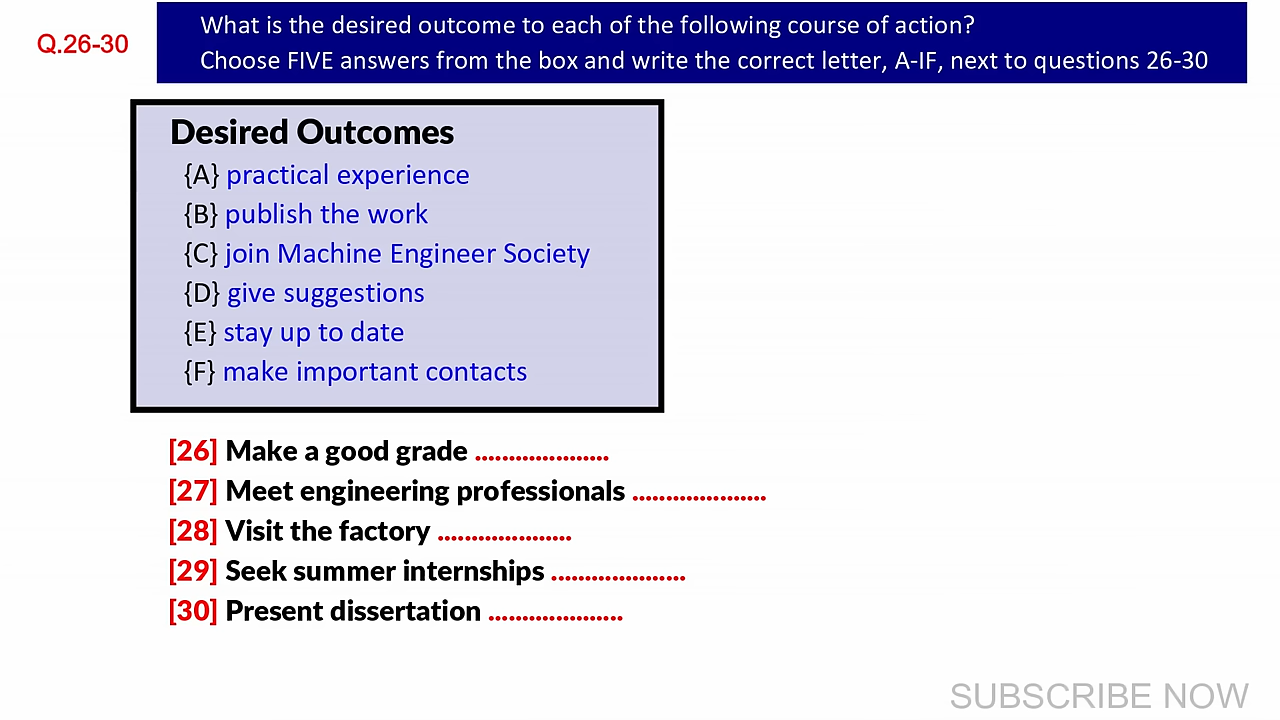 Q.26-30
What is the desired outcome to each of the following course of action?
Choose FIVE answers from the box and write the correct letter, A-IF, next to questions 26-30
Desired Outcomes
{A} practical experience
{B} publish the work
{C} join Machine Engineer Society
{D} give suggestions
{E} stay up to date
{F} make important contacts
[26] Make a good grade ....................
[27] Meet engineering professionals ....................
[28] Visit the factory ....................
[29] Seek summer internships ....................
[30] Present dissertation ....................
SUBSCRIBE NOW